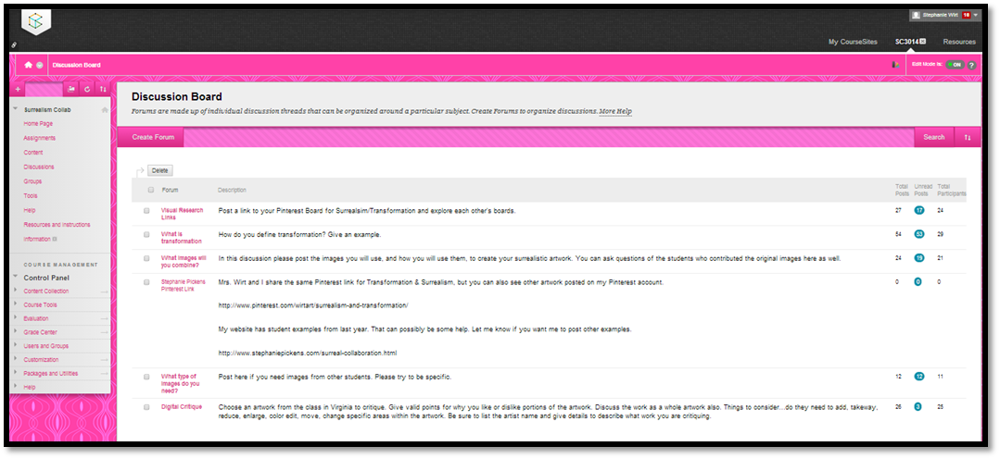 Stephanie Wirt 18
My CourseSites SC3014 Resources
Discussion Board Edit Mode is: ON ?
Discussion Board
Forums are made up of individual discussion threads that can be organized around a particular subject. Create Forums to organize discussions. More Help
Create Forum Search
Surrealism Collab
Home Page
Assignments
Content
Discussions
Groups
Tools
Help
Resources and Instructions
Information
COURSE MANAGEMENT
Control Panel
Content Collection
Course Tools
Evaluation
Grade Center
Users and Groups
Customization
Packages and Utilities
Help
Delete
Forum Description Total Unread Total
Posts Posts Participants
Visual Research Post a link to your Pinterest Board for Surrealsim/Transformation and explore each other's boards. 27 17 24
Links
What is How do you define transformation? Give an example. 54 53 29
transformation
What images will In this discussion please post the images you will use, and how you will use them, to create your surrealistic artwork. You can ask questions of the students who contributed the original images here as well. 24 19 21
you combine?
Stephanie Pickens Mrs. Wirt and I share the same Pinterest link for Transformation & Surrealism, but you can also see other artwork posted on my Pinterest account. 0 0 0
Pinterest Link
http://www.pinterest.com/wirtart/surrealism-and-transformation/
My website has student examples from last year. That can possibly be some help. Let me know if you want me to post other examples.
http://www.stephaniepickens.com/surreal-collaboration.html
What type of Post here if you need images from other students. Please try to be specific. 12 12 11
images do you
need?
Digital Critique Choose an artwork from the class in Virginia to critique. Give valid points for why you like or dislike portions of the artwork. Discuss the work as a whole artwork also. Things to consider...do they need to add, takeway, 26 3 25
reduce, enlarge, color edit, move, change specific areas within the artwork. Be sure to list the artist name and give details to describe what work you are critiquing.